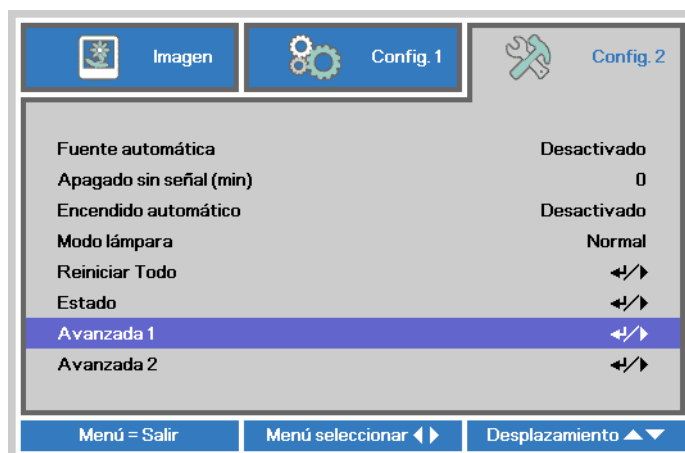 Imagen Config. 1 Config. 2
Fuente automática Desactivado
Apagado sin señal (min) 0
Encendido automático Desactivado
Modo lámpara Normal
Reiniciar Todo ↵/▶
Estado ↵/▶
Avanzada 1 ↵/▶
Avanzada 2 ↵/▶
Menú = Salir Menú seleccionar ◀▶ Desplazamiento ▲▼